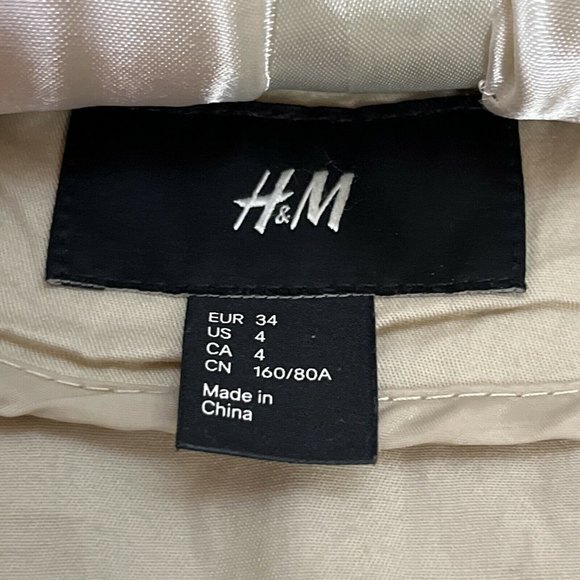 H&M
EUR 34
US 4
CA 4
CN 160/80A
Made in
China